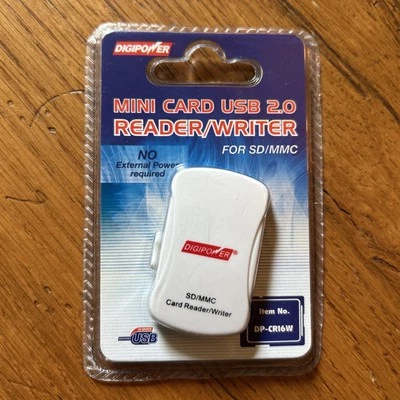 DIGIPOWER
MINI CARD USB 2.0
READER/WRITER
FOR SD/MMC
NO
External Power
required
DIGIPOWER®
SD/MMC
Card Reader/Writer
Item No.
DP-CR16W
USB